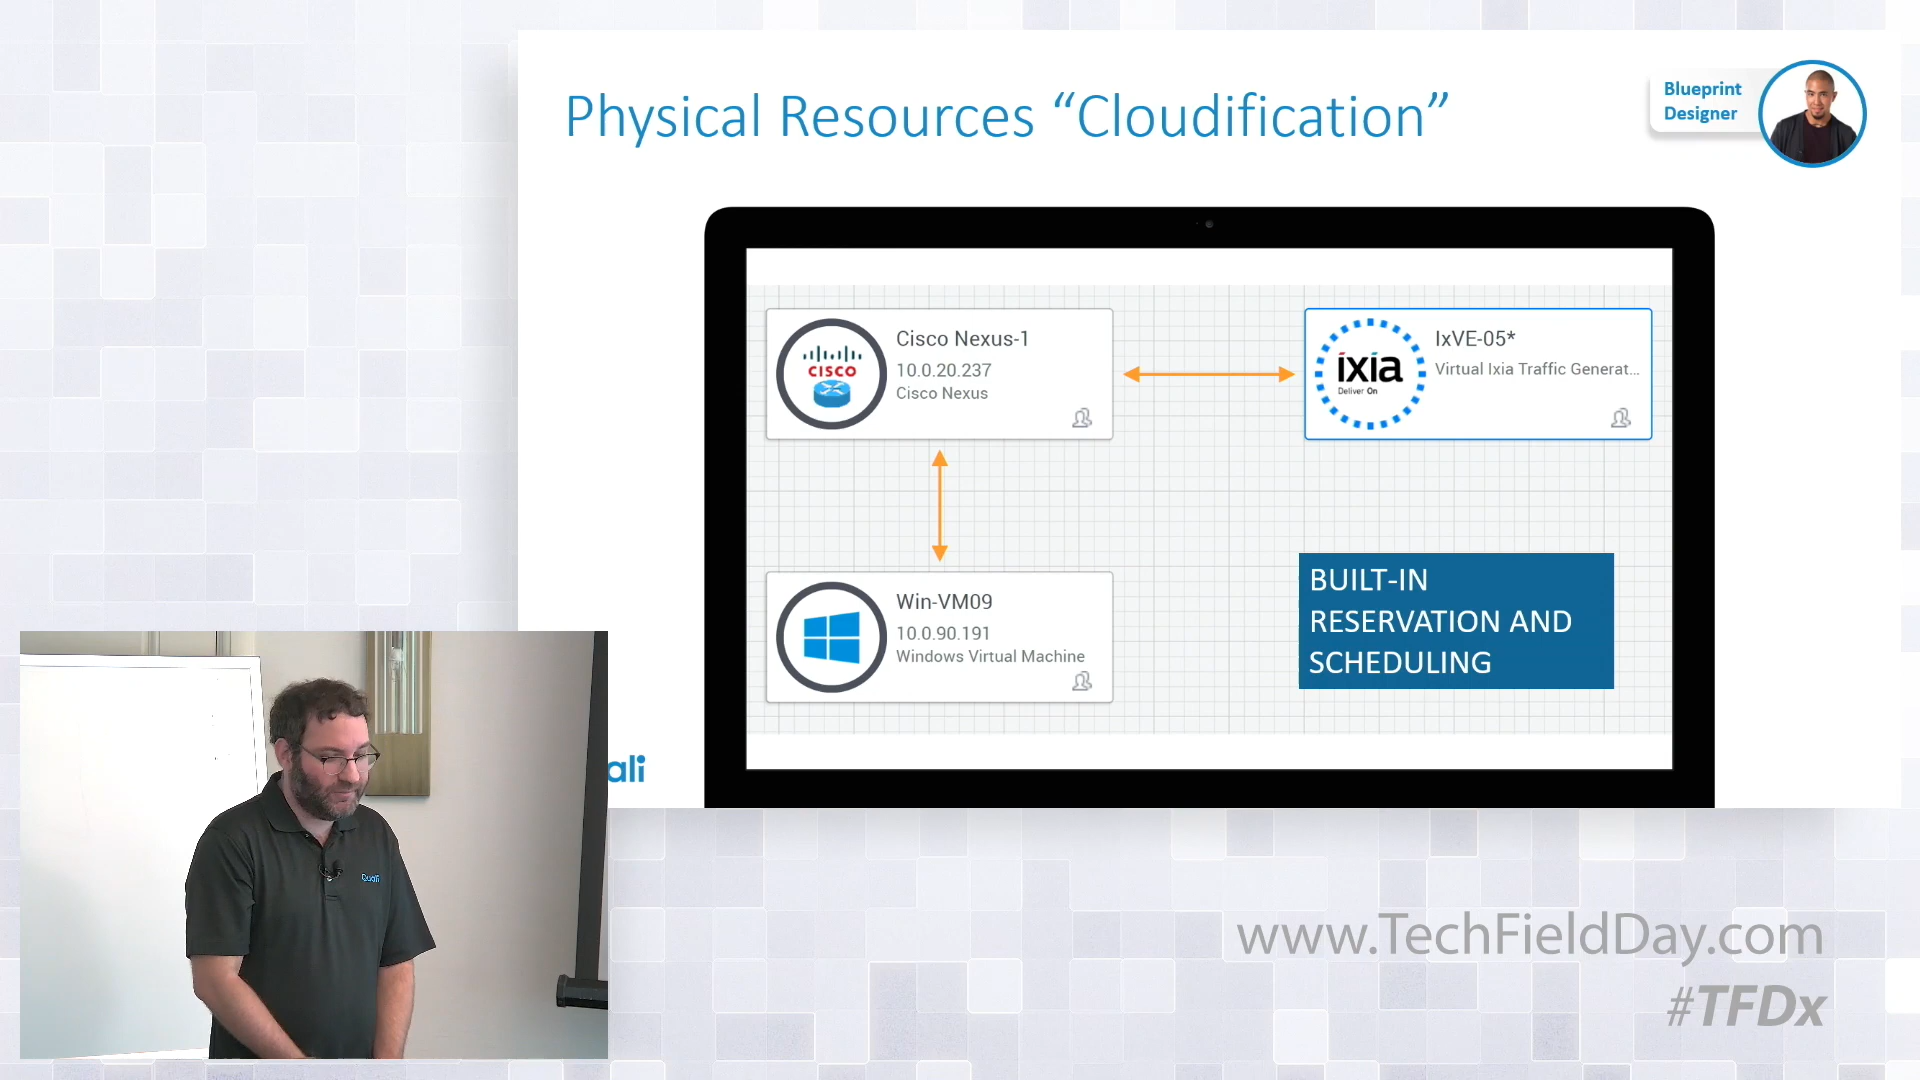 Physical Resources “Cloudification”
Blueprint
Designer
CISCO
Cisco Nexus-1
10.0.20.237
Cisco Nexus
ixia
Deliver On
IxVE-05*
Virtual Ixia Traffic Generat...
Win-VM09
10.0.90.191
Windows Virtual Machine
BUILT-IN
RESERVATION AND
SCHEDULING
ali
Quali
www.TechFieldDay.com
#TFDx